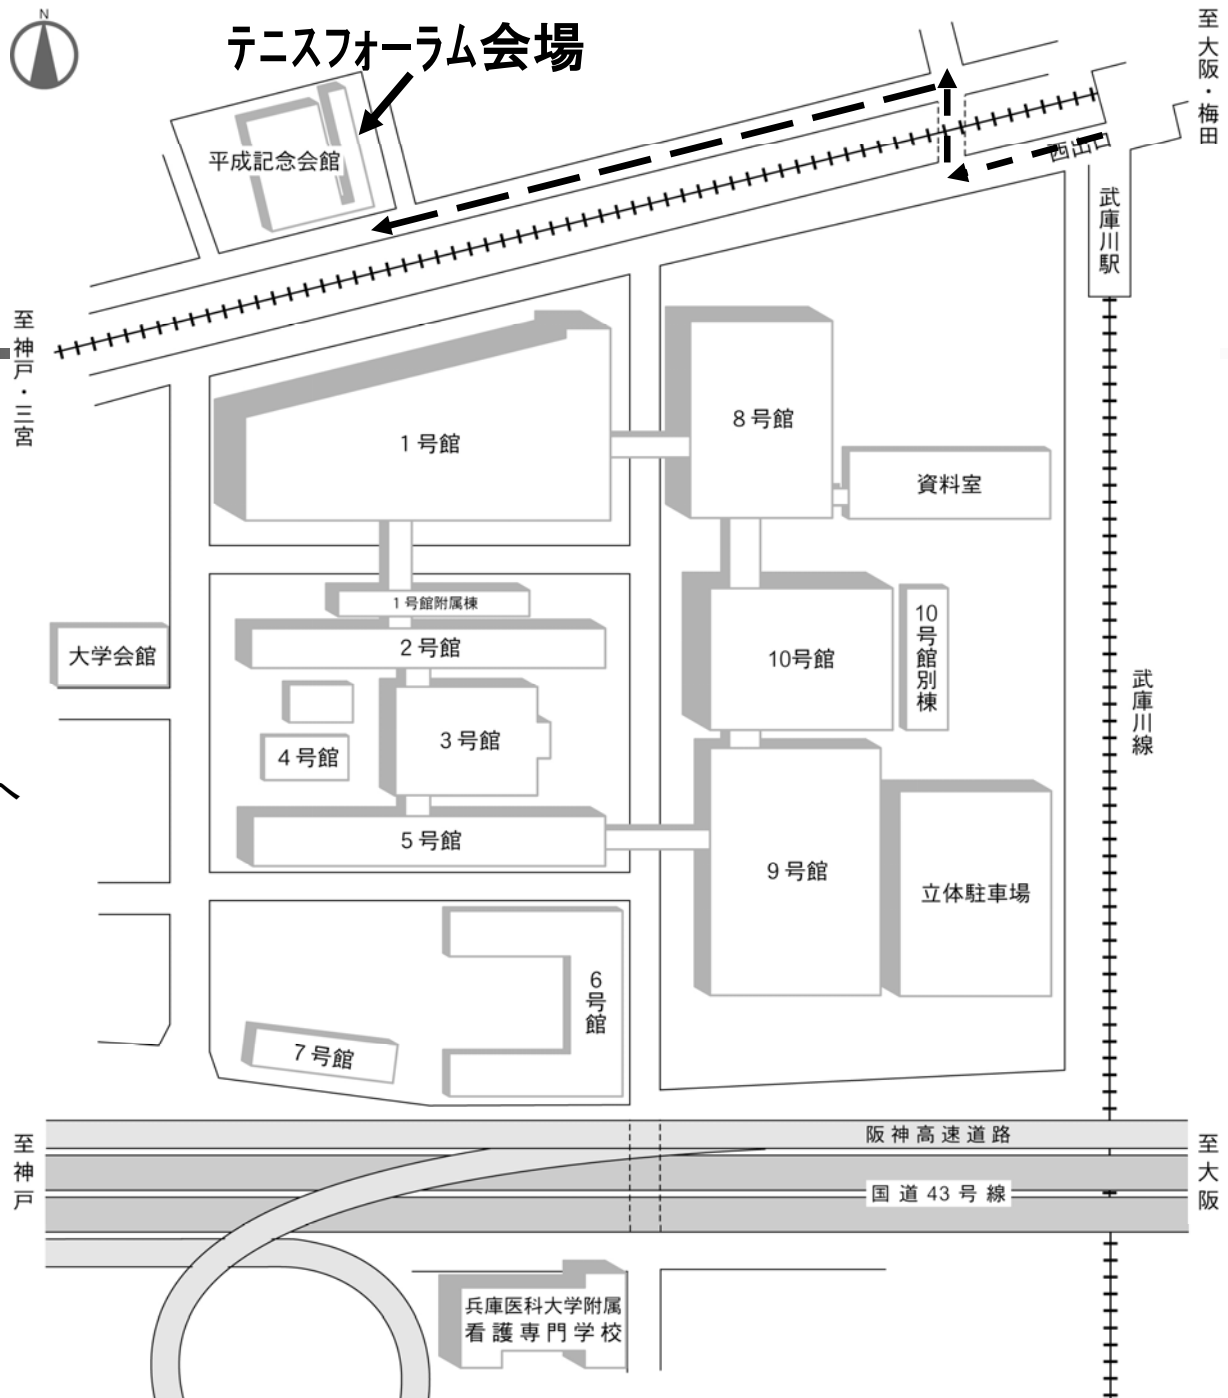 N
テニスフォーラム会場
至大阪・梅田
平成記念会館
西出口
武庫川駅
至神戸・三宮
1号館
8号館
資料室
1号館附属棟
2号館
大学会館
10号館
10号館別棟
武庫川線
3号館
4号館
5号館
9号館
立体駐車場
6号館
7号館
阪神高速道路
至神戸
至大阪
国道43号線
兵庫医科大学附属
看護専門学校